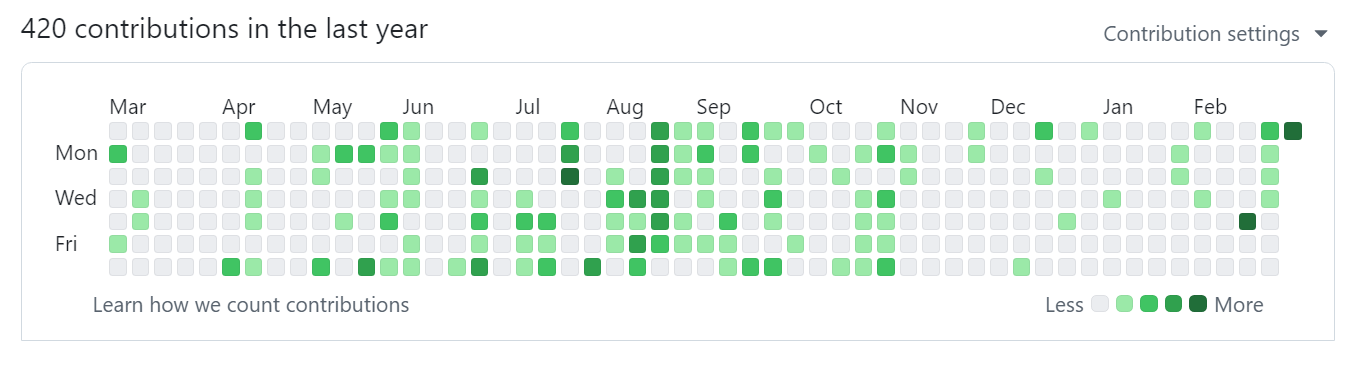 420 contributions in the last year
Contribution settings
Mar Apr May Jun Jul Aug Sep Oct Nov Dec Jan Feb
Mon
Wed
Fri
Learn how we count contributions
Less More